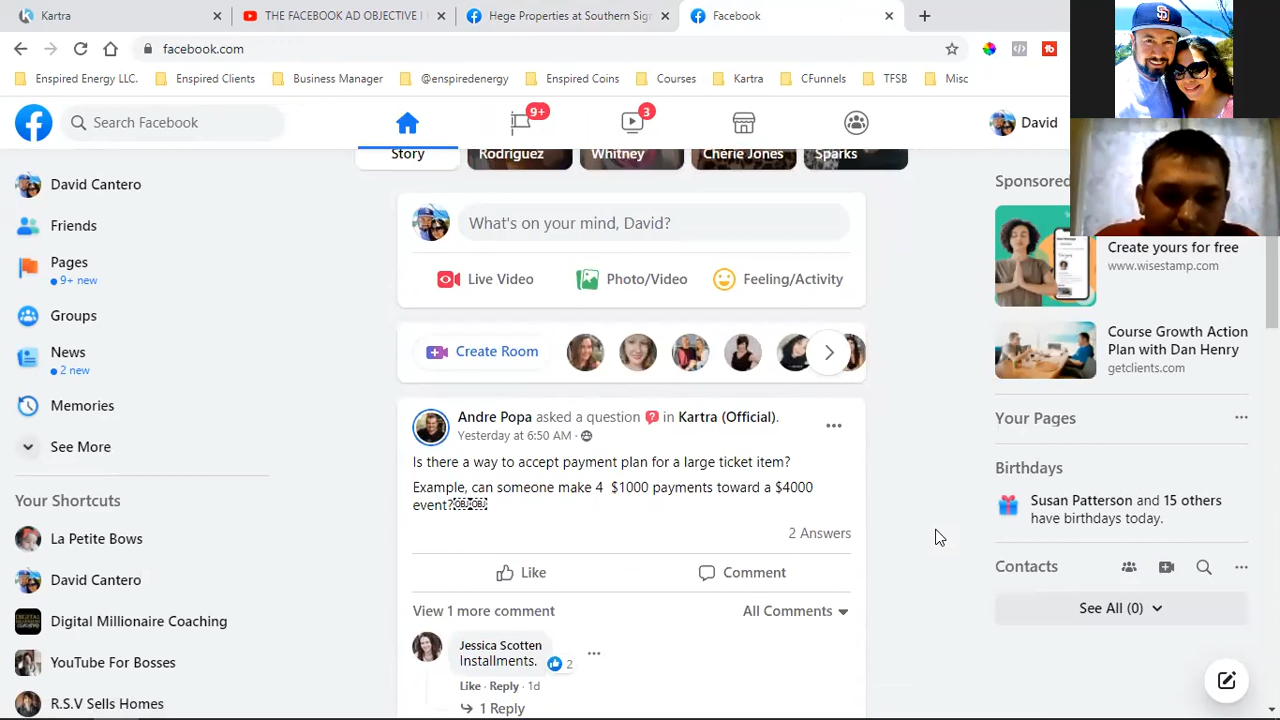 Kartra
THE FACEBOOK AD OBJECTIVE I
Hege Properties at Southern Sig
Facebook
facebook.com
Enspired Energy LLC.
Enspired Clients
Business Manager
@enspiredenergy
Enspired Coins
Courses
Kartra
CFunnels
TFSB
Misc
Search Facebook
9+
3
David
David Cantero
Friends
Pages
9+ new
Groups
News
2 new
Memories
See More
Your Shortcuts
La Petite Bows
David Cantero
Digital Millionaire Coaching
YouTube For Bosses
R.S.V Sells Homes
Story
Rodriguez
Whitney
Cherie Jones
Sparks
What's on your mind, David?
Live Video
Photo/Video
Feeling/Activity
Create Room
Andre Popa asked a question in Kartra (Official).
Yesterday at 6:50 AM ·
Is there a way to accept payment plan for a large ticket item?
Example, can someone make 4 $1000 payments toward a $4000
event?
2 Answers
Like
Comment
View 1 more comment
All Comments
Jessica Scotten
Installments.
2
Like · Reply · 1d
1 Reply
Sponsored
Create yours for free
www.wisestamp.com
Course Growth Action
Plan with Dan Henry
getclients.com
Your Pages
Birthdays
Susan Patterson and 15 others
have birthdays today.
Contacts
See All (0)